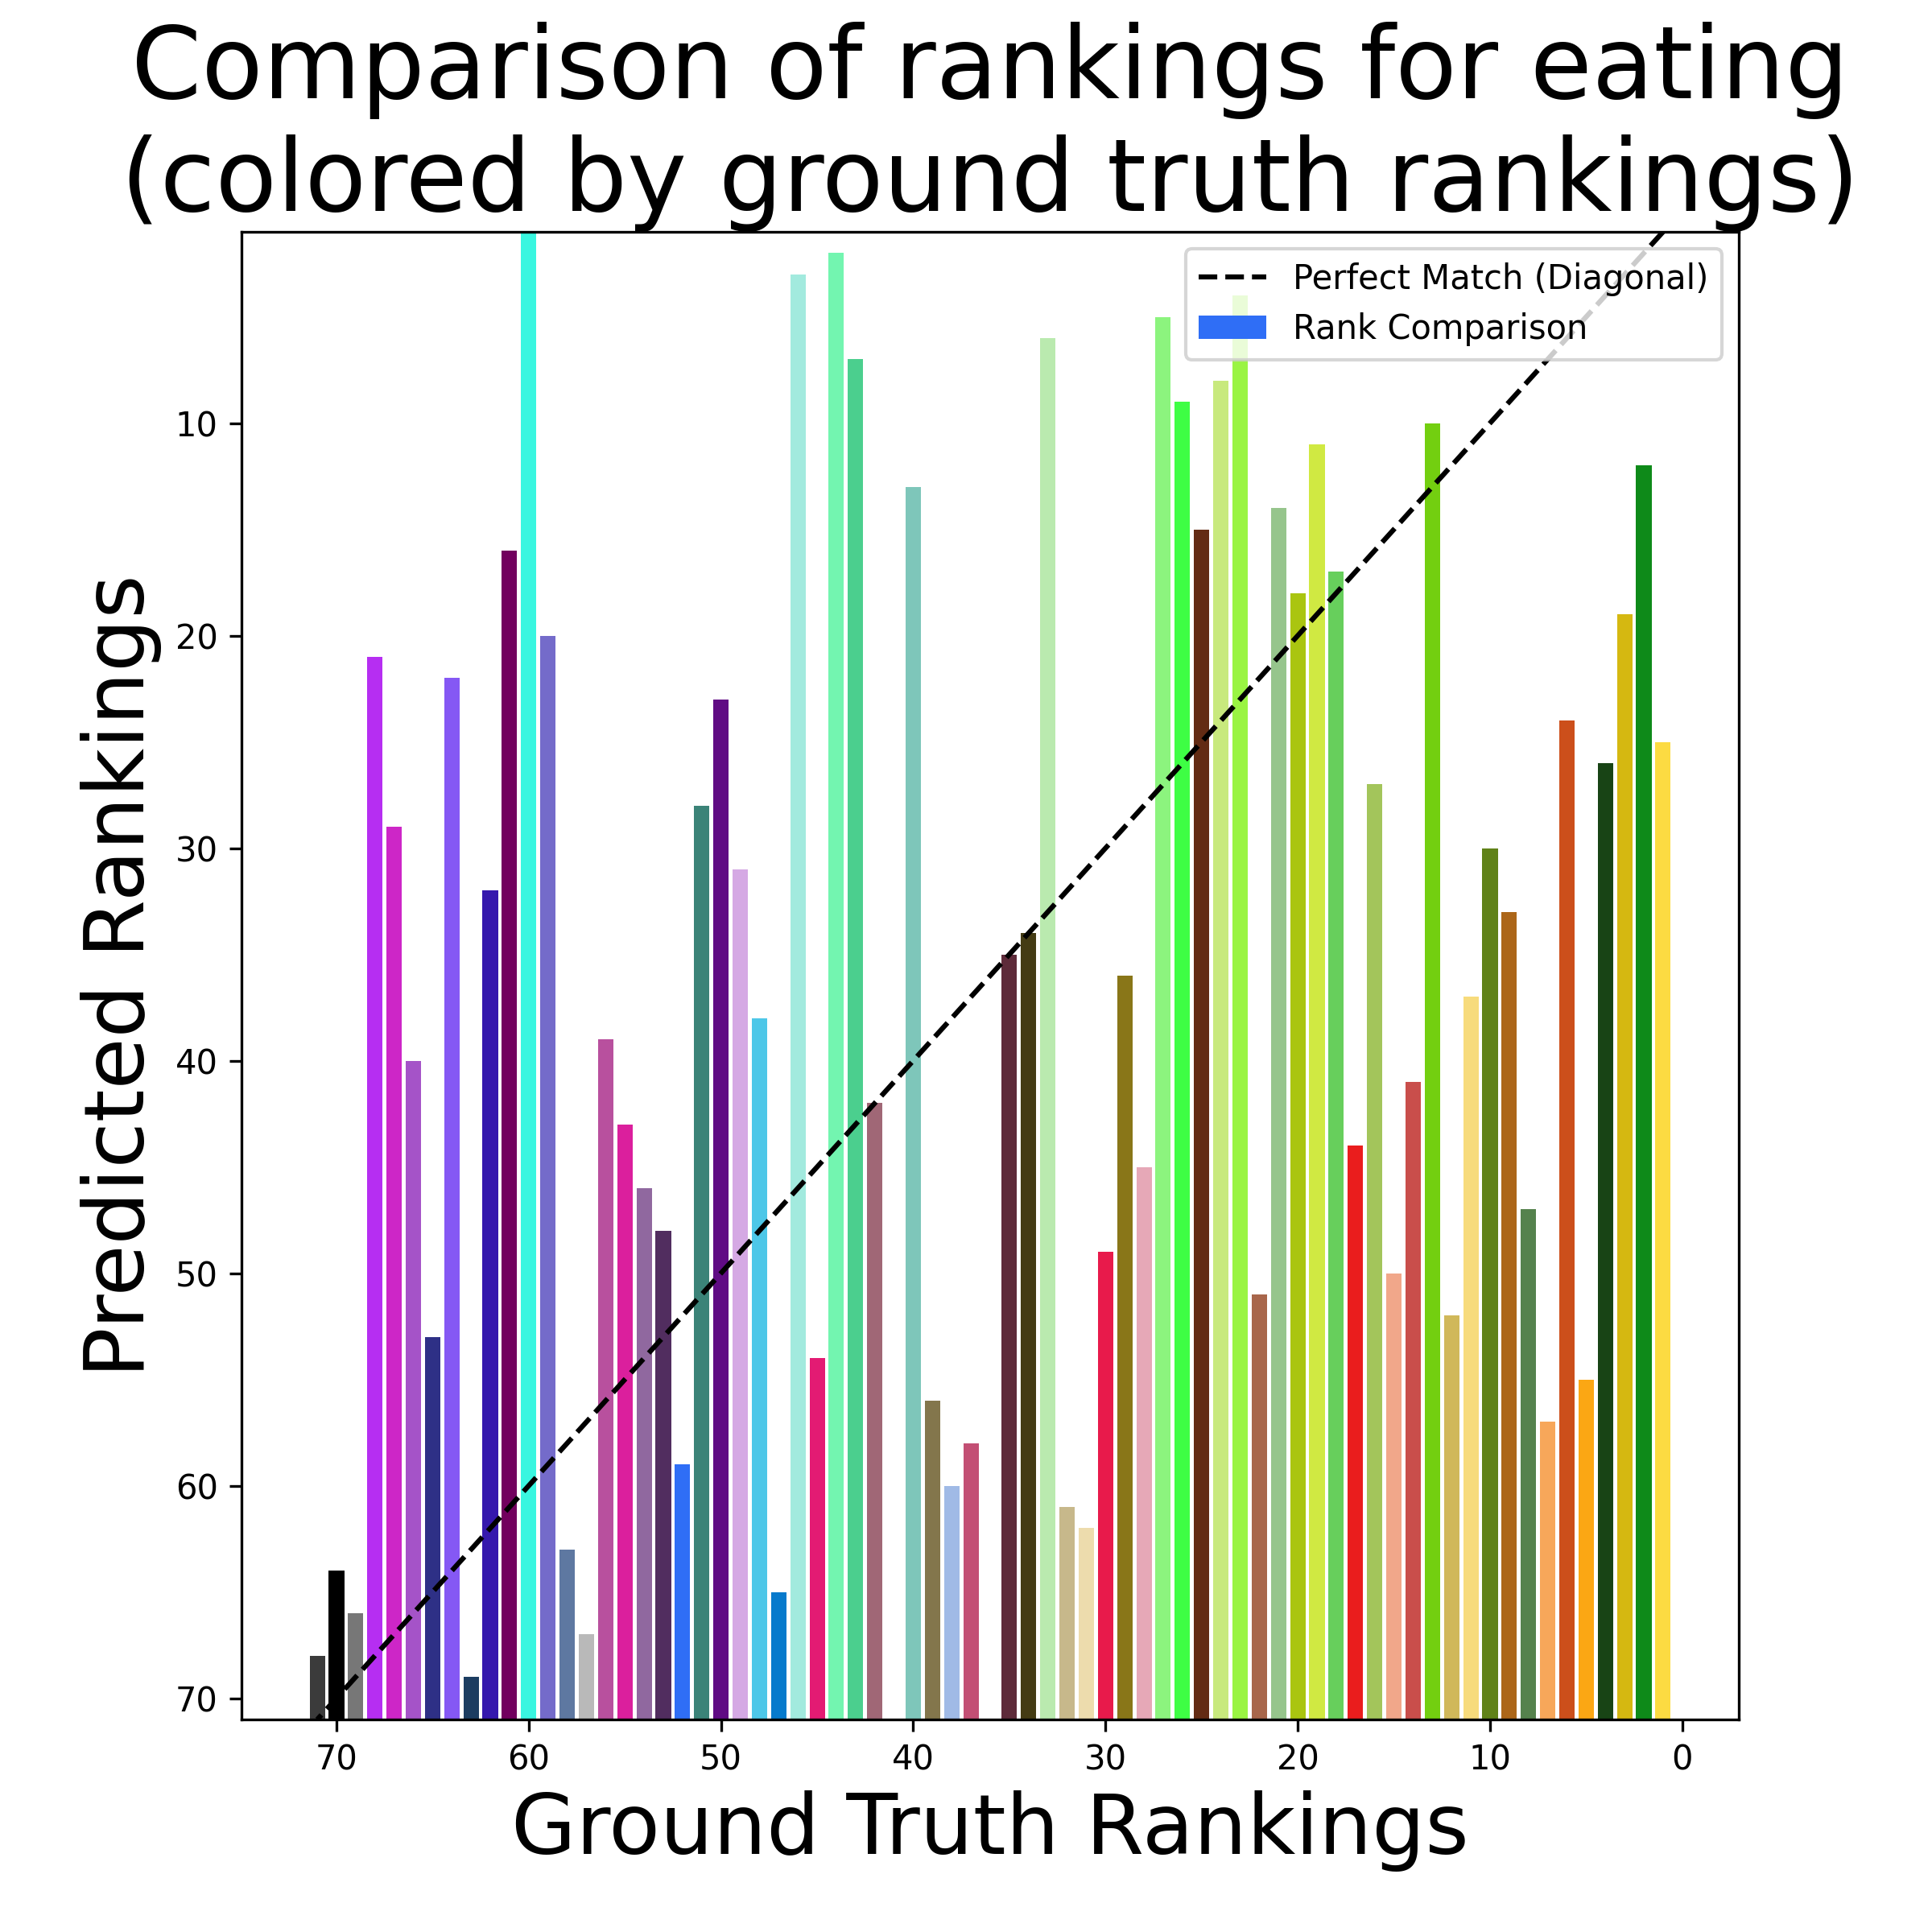 Comparison of rankings for eating
(colored by ground truth rankings)
Perfect Match (Diagonal)
Rank Comparison
Predicted Rankings
10
20
30
40
50
60
70
70 60 50 40 30 20 10 0
Ground Truth Rankings